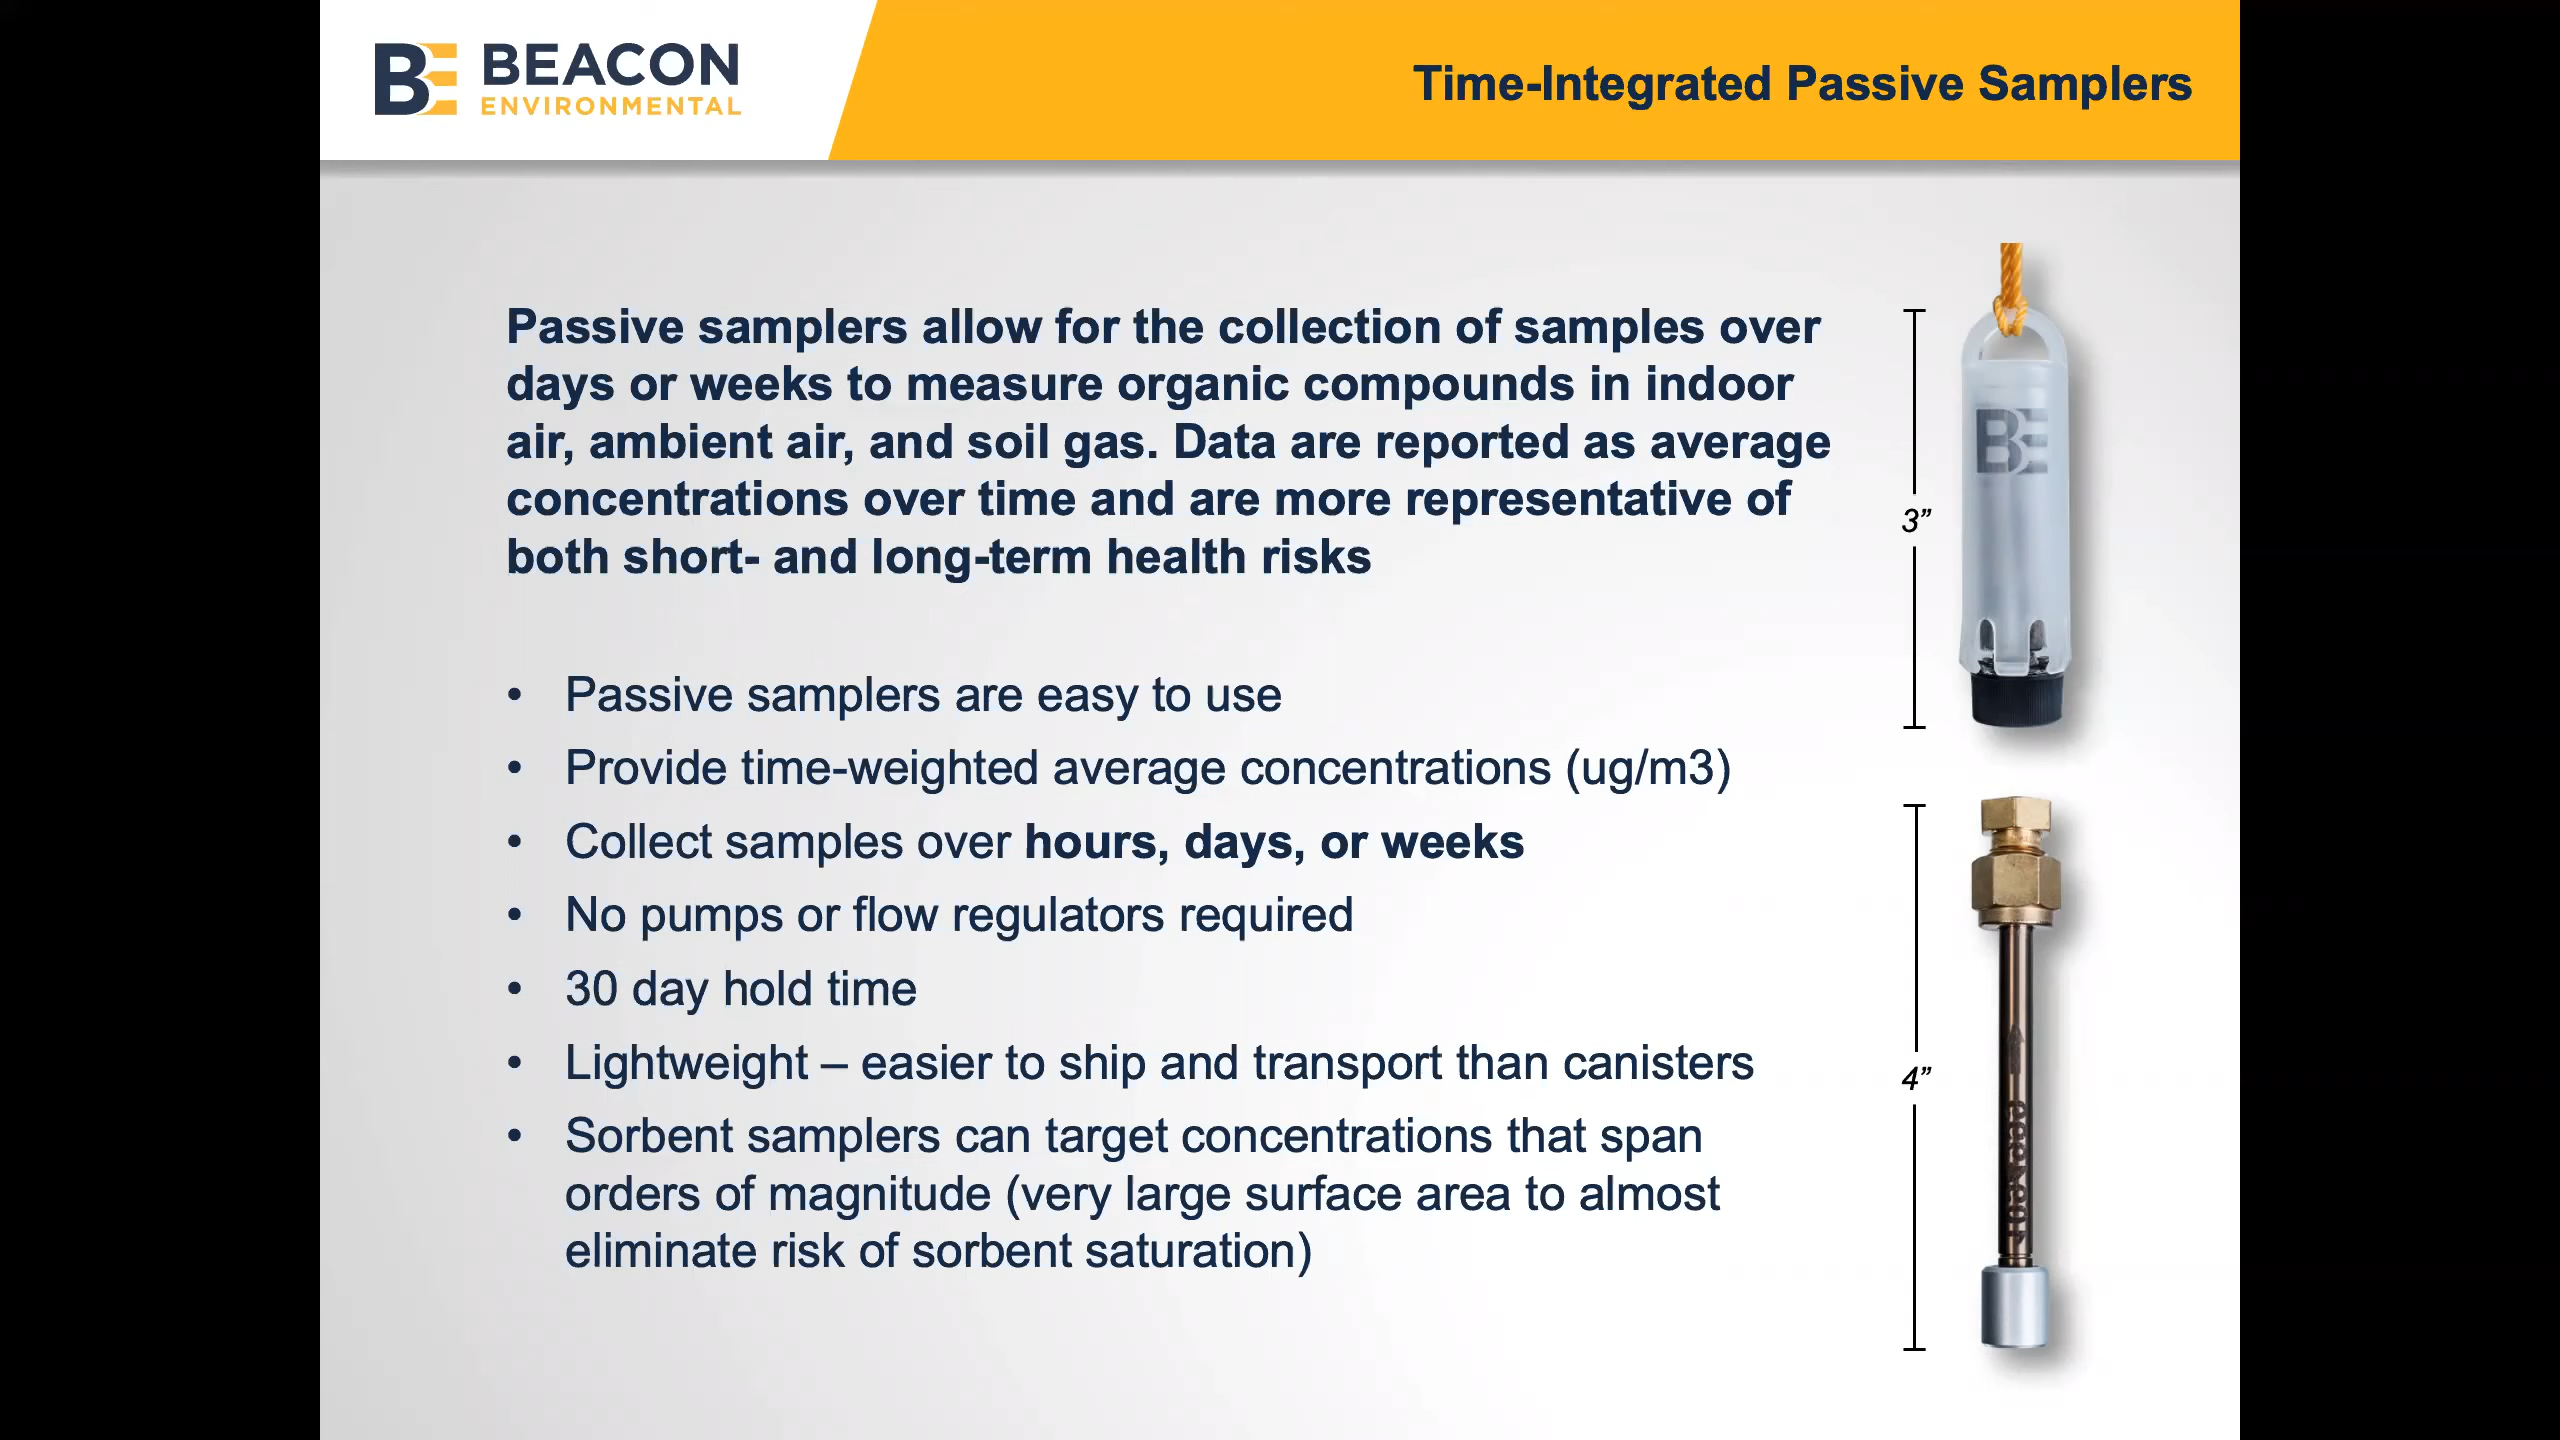 BE BEACON
ENVIRONMENTAL
Time-Integrated Passive Samplers
Passive samplers allow for the collection of samples over
days or weeks to measure organic compounds in indoor
air, ambient air, and soil gas. Data are reported as average
concentrations over time and are more representative of
both short- and long-term health risks
• Passive samplers are easy to use
• Provide time-weighted average concentrations (ug/m3)
• Collect samples over hours, days, or weeks
• No pumps or flow regulators required
• 30 day hold time
• Lightweight – easier to ship and transport than canisters
• Sorbent samplers can target concentrations that span
orders of magnitude (very large surface area to almost
eliminate risk of sorbent saturation)
BE
3”
4”